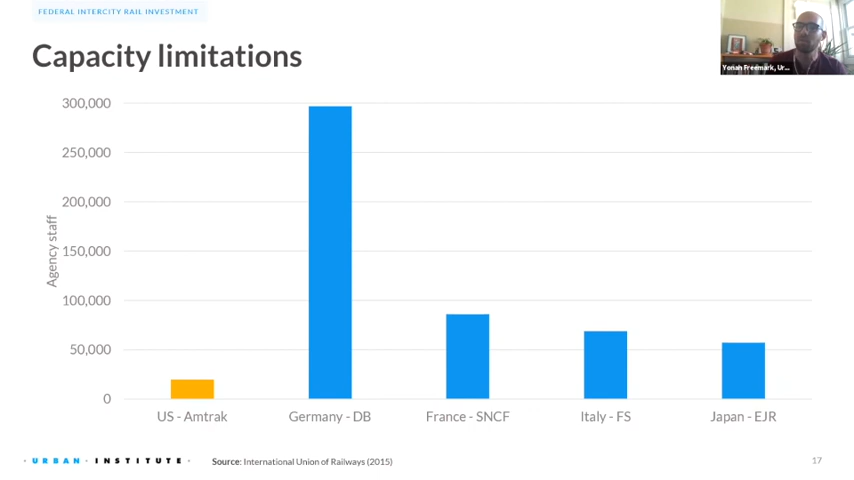 FEDERAL INTERCITY RAIL INVESTMENT
Capacity limitations
Yonah Freemark, Ur...
300,000
250,000
200,000
150,000
100,000
50,000
0
Agency staff
US - Amtrak
Germany - DB
France - SNCF
Italy - FS
Japan - EJR
· URBAN · INSTITUTE ·
Source: International Union of Railways (2015)
17